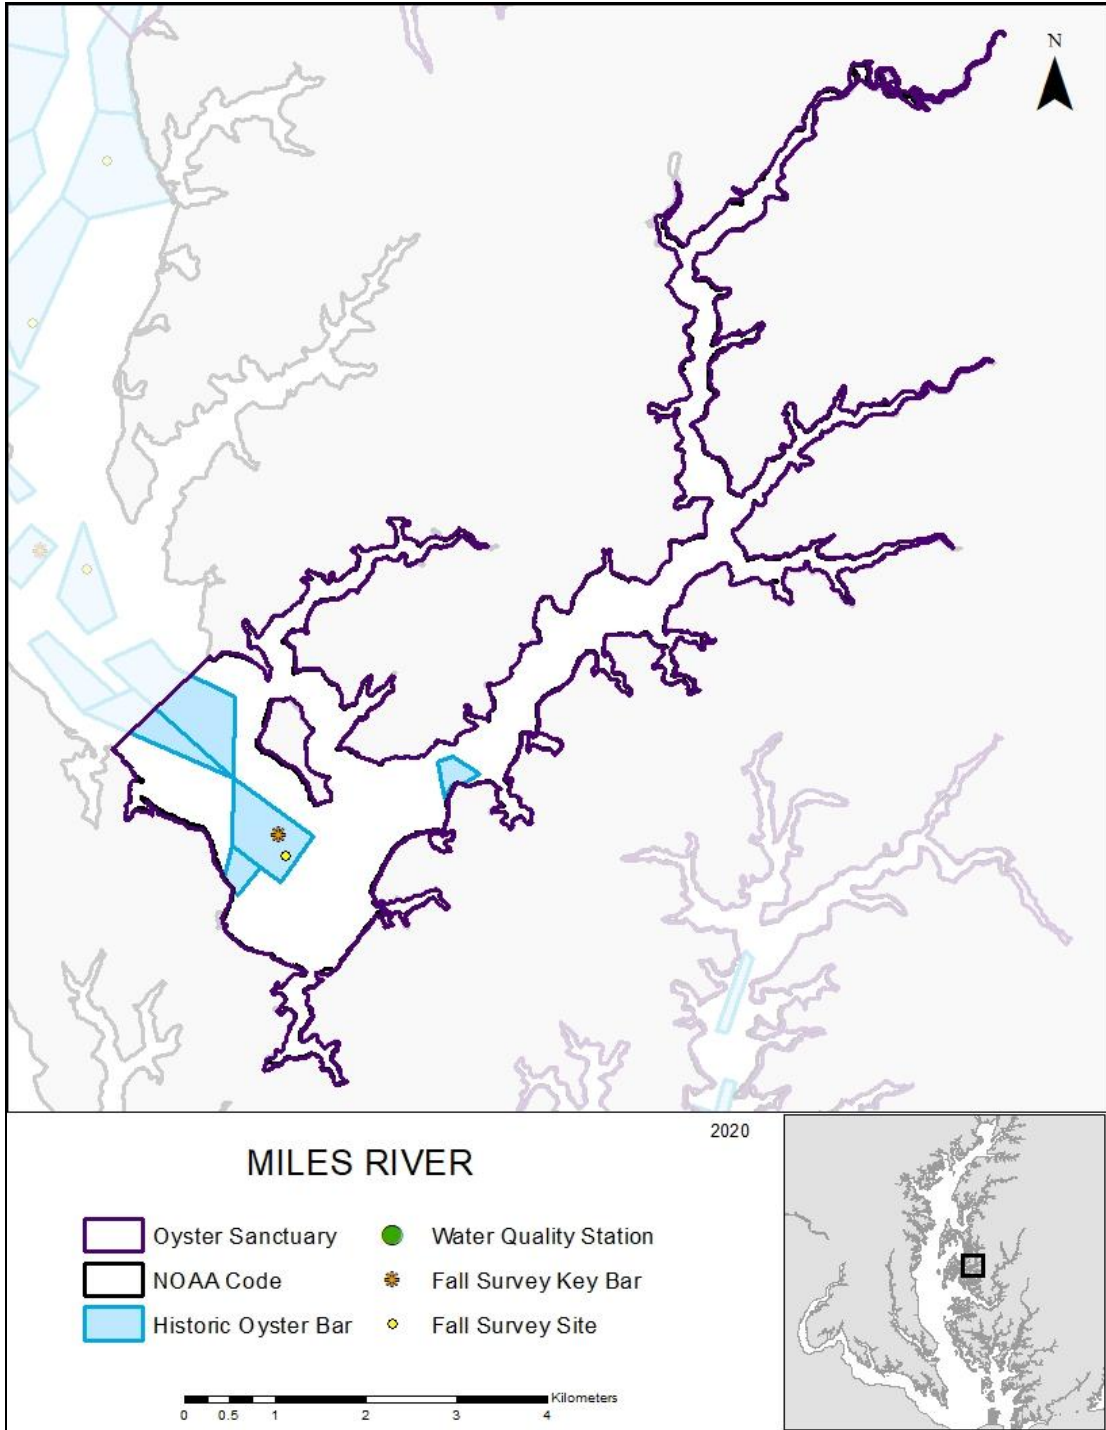 N
2020
MILES RIVER
Oyster Sanctuary
Water Quality Station
NOAA Code
Fall Survey Key Bar
Historic Oyster Bar
Fall Survey Site
Kilometers
0 0.5 1 2 3 4